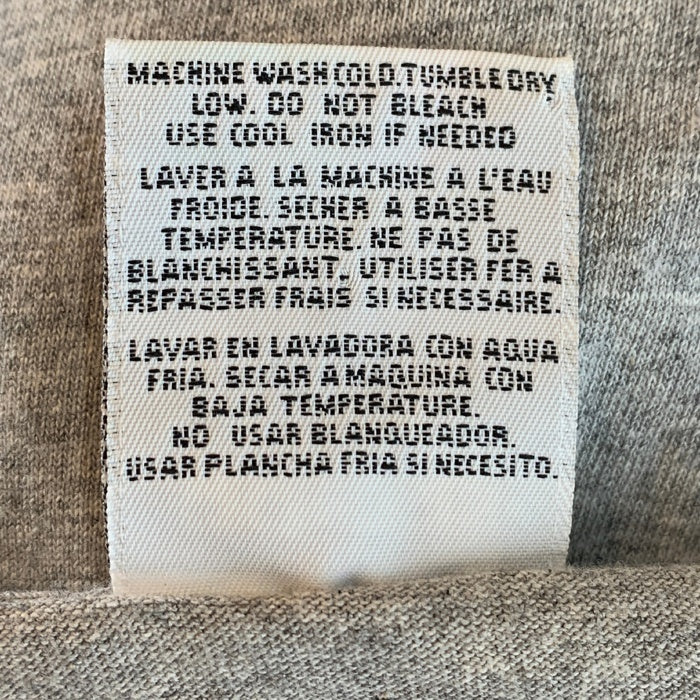 MACHINE WASH COLD.TUMBLE DRY
LOW. DO NOT BLEACH
USE COOL IRON IF NEEDED
LAVER A LA MACHINE A L'EAU
FROIDE. SECHER A BASSE
TEMPERATURE. NE PAS DE
BLANCHISSANT. UTILISER FER A
REPASSER FRAIS SI NECESSAIRE.
LAVAR EN LAVADORA CON AQUA
FRIA. SECAR A MAQUINA CON
BAJA TEMPERATURE.
NO USAR BLANQUEADOR.
USAR PLANCHA FRIA SI NECESITO.